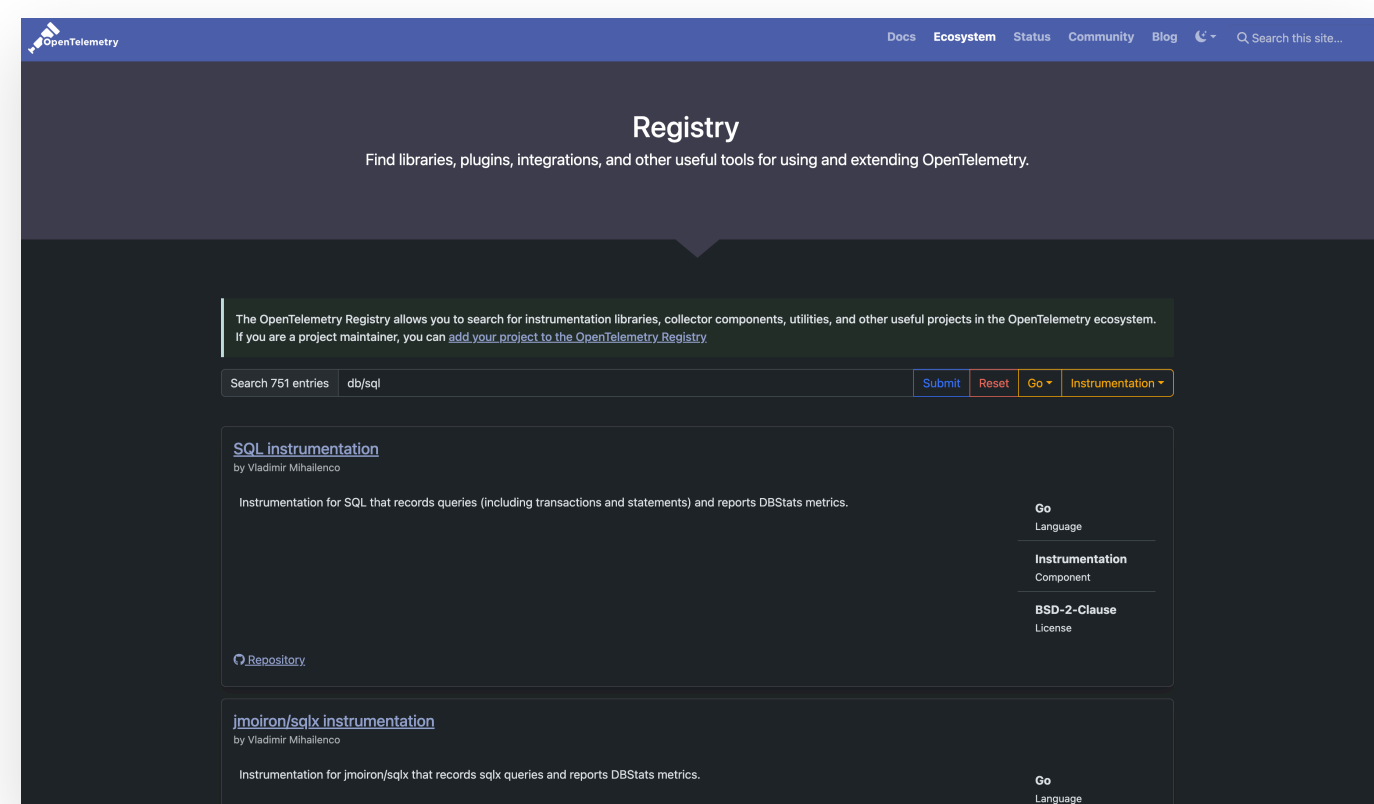 OpenTelemetry
Docs Ecosystem Status Community Blog Search this site...
Registry
Find libraries, plugins, integrations, and other useful tools for using and extending OpenTelemetry.
The OpenTelemetry Registry allows you to search for instrumentation libraries, collector components, utilities, and other useful projects in the OpenTelemetry ecosystem.
If you are a project maintainer, you can add your project to the OpenTelemetry Registry
Search 751 entries db/sql Submit Reset Go Instrumentation
SQL instrumentation
by Vladimir Mihailenco
Instrumentation for SQL that records queries (including transactions and statements) and reports DBStats metrics.
Go
Language
Instrumentation
Component
BSD-2-Clause
License
Repository
jmoiron/sqlx instrumentation
by Vladimir Mihailenco
Instrumentation for jmoiron/sqlx that records sqlx queries and reports DBStats metrics.
Go
Language